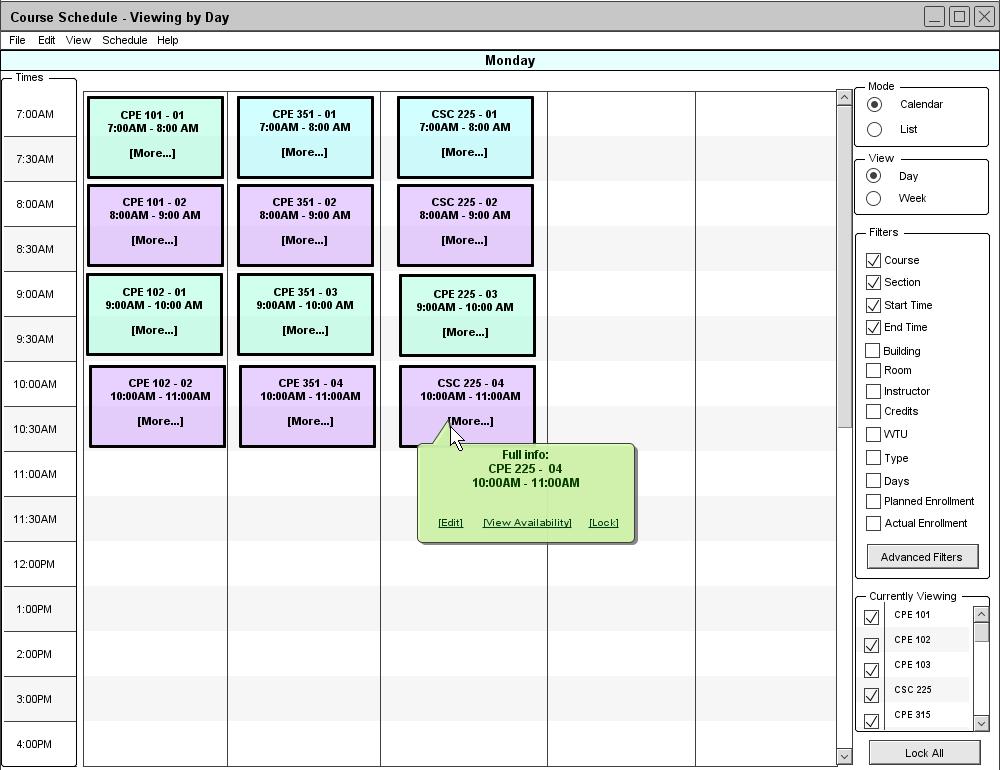 Course Schedule - Viewing by Day
File Edit View Schedule Help
Monday
Times
7:00AM
7:30AM
8:00AM
8:30AM
9:00AM
9:30AM
10:00AM
10:30AM
11:00AM
11:30AM
12:00PM
1:00PM
2:00PM
3:00PM
4:00PM
CPE 101 - 01
7:00AM - 8:00 AM
[More...]
CPE 351 - 01
7:00AM - 8:00 AM
[More...]
CSC 225 - 01
7:00AM - 8:00 AM
[More...]
CPE 101 - 02
8:00AM - 9:00 AM
[More...]
CPE 351 - 02
8:00AM - 9:00 AM
[More...]
CSC 225 - 02
8:00AM - 9:00 AM
[More...]
CPE 102 - 01
9:00AM - 10:00 AM
[More...]
CPE 351 - 03
9:00AM - 10:00 AM
[More...]
CPE 225 - 03
9:00AM - 10:00 AM
[More...]
CPE 102 - 02
10:00AM - 11:00AM
[More...]
CPE 351 - 04
10:00AM - 11:00AM
[More...]
CSC 225 - 04
10:00AM - 11:00AM
[More...]
Full info:
CPE 225 - 04
10:00AM - 11:00AM
[Edit] [View Availability] [Lock]
Mode
Calendar
List
View
Day
Week
Filters
Course
Section
Start Time
End Time
Building
Room
Instructor
Credits
WTU
Type
Days
Planned Enrollment
Actual Enrollment
Advanced Filters
Currently Viewing
CPE 101
CPE 102
CPE 103
CSC 225
CPE 315
Lock All